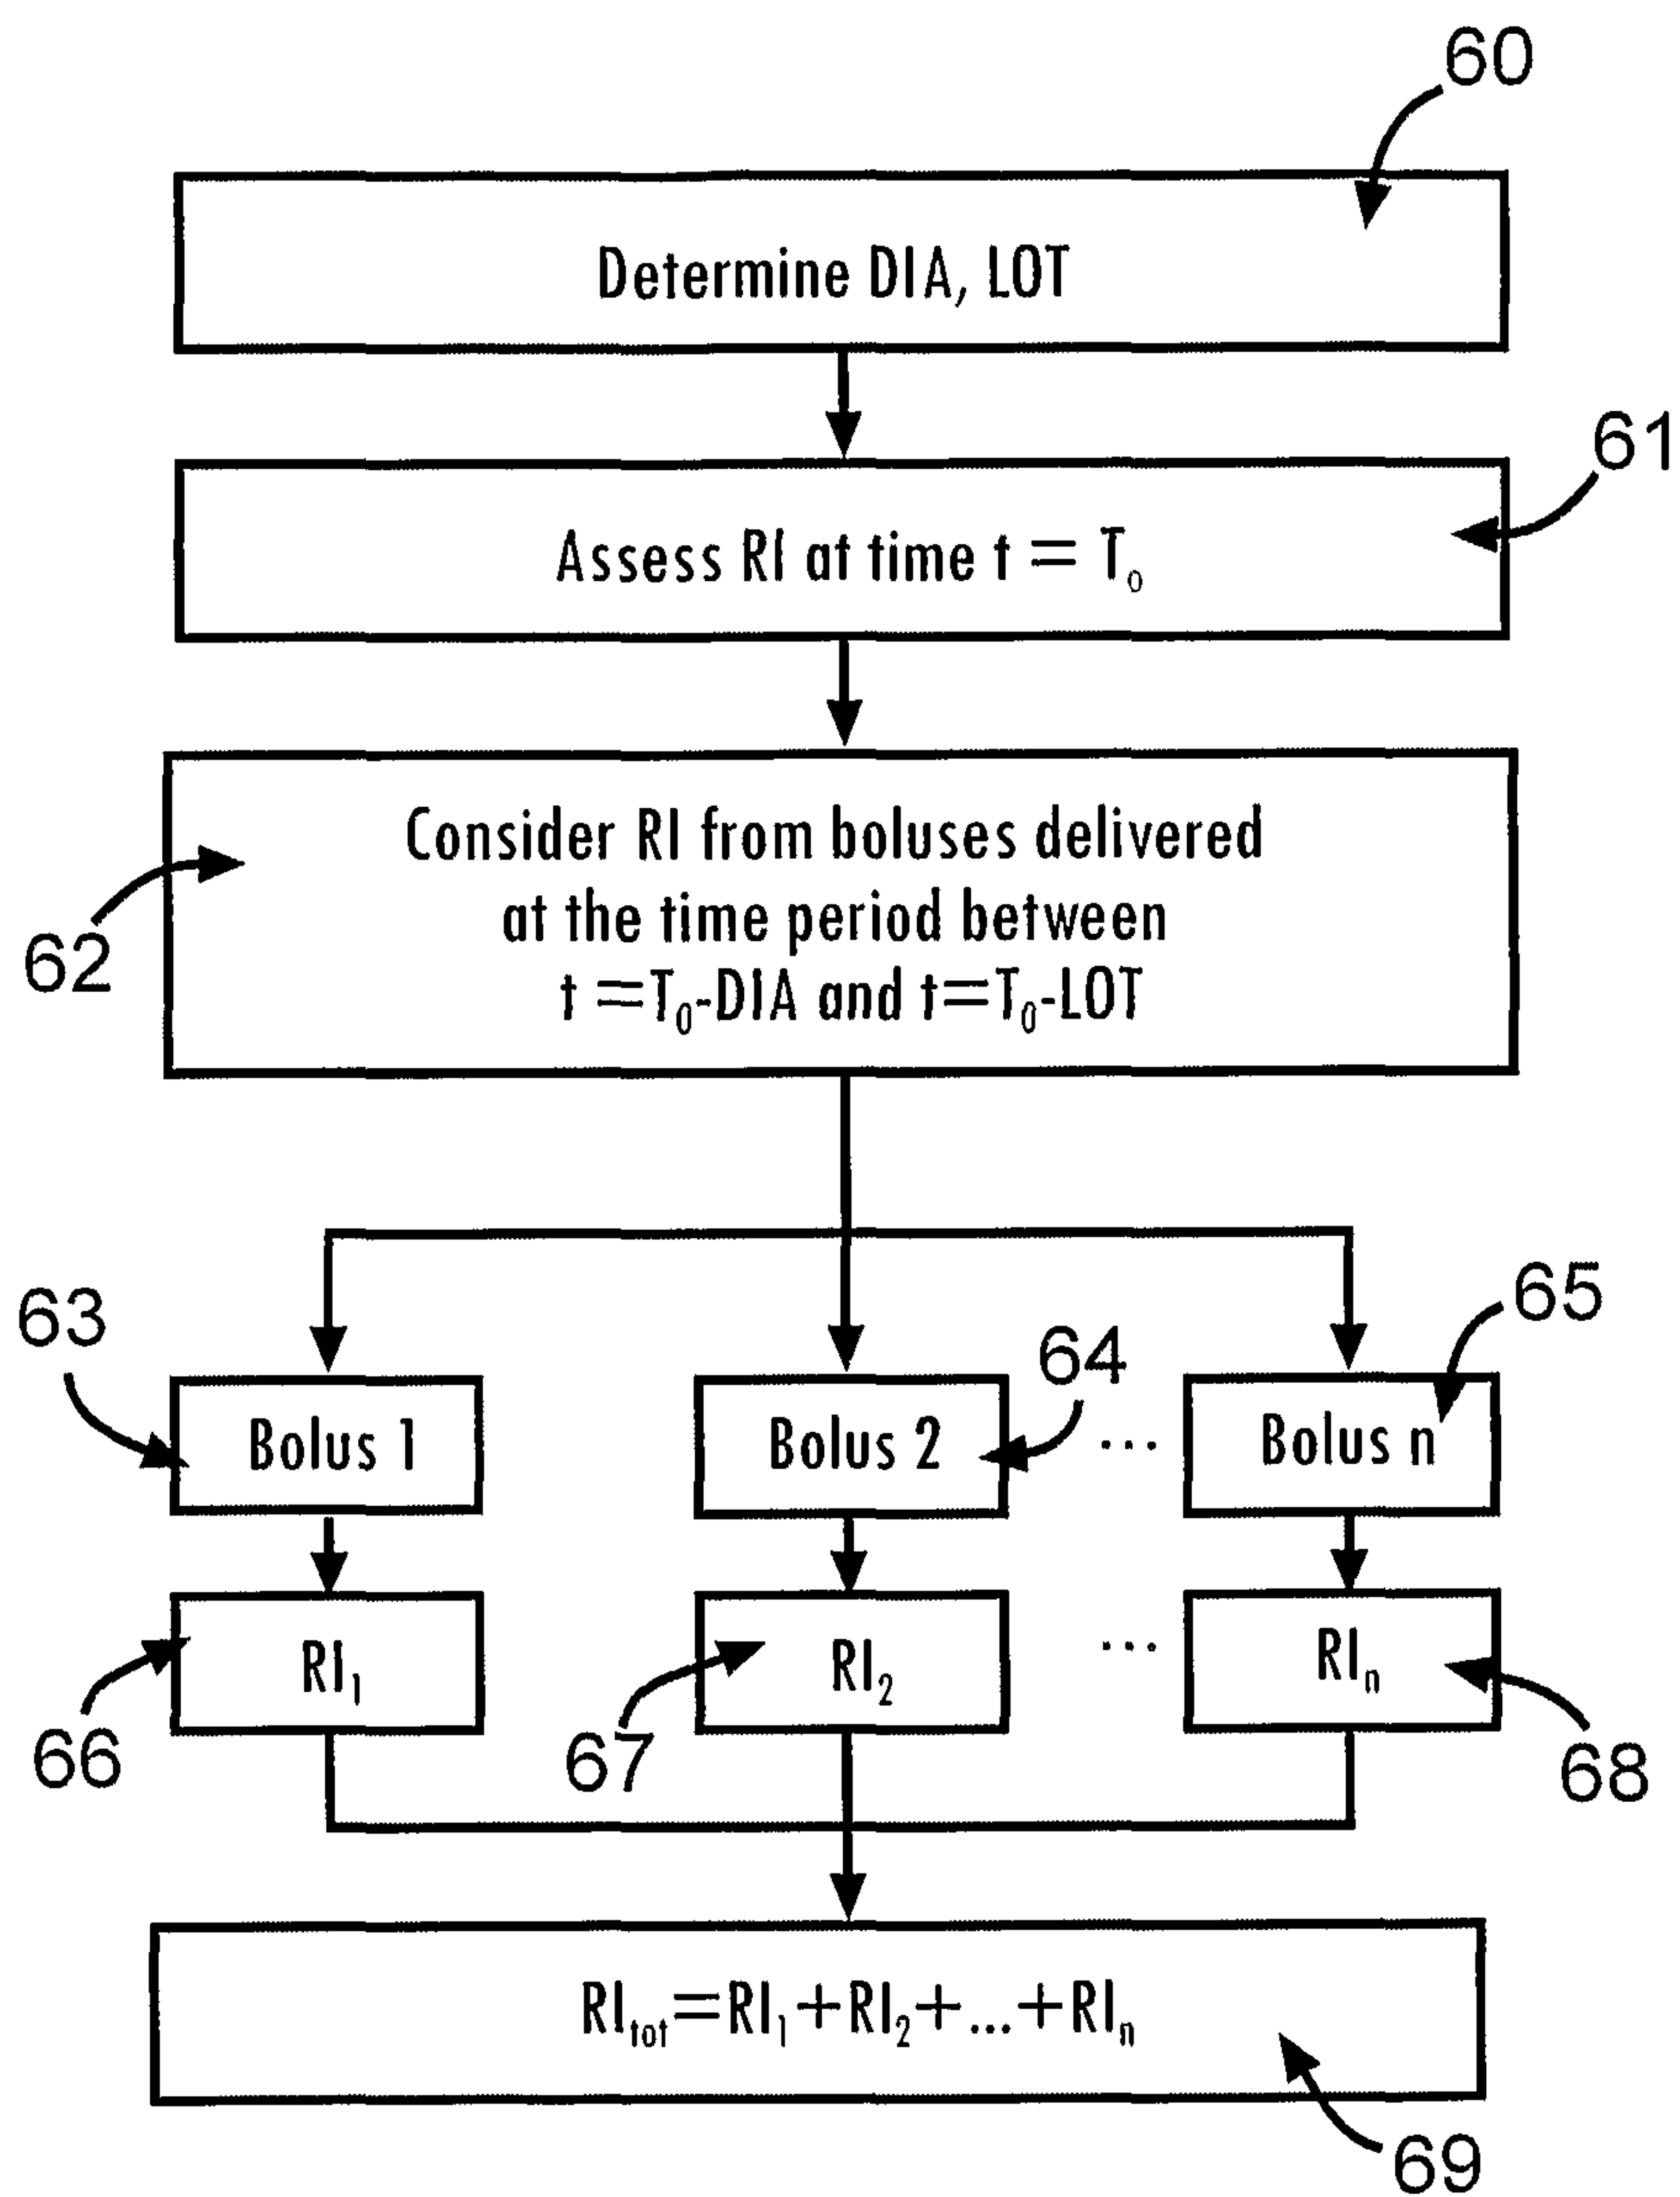 60
Determine DIA, LOT
61
Assess RI at time t = T₀
Consider RI from boluses delivered
at the time period between
t =T₀-DIA and t=T₀-LOT
62
63
64
65
Bolus 1
Bolus 2
...
Bolus n
RI₁
RI₂
...
RIₙ
66
67
68
RIₜₒₜ=RI₁+RI₂+...+RIₙ
69